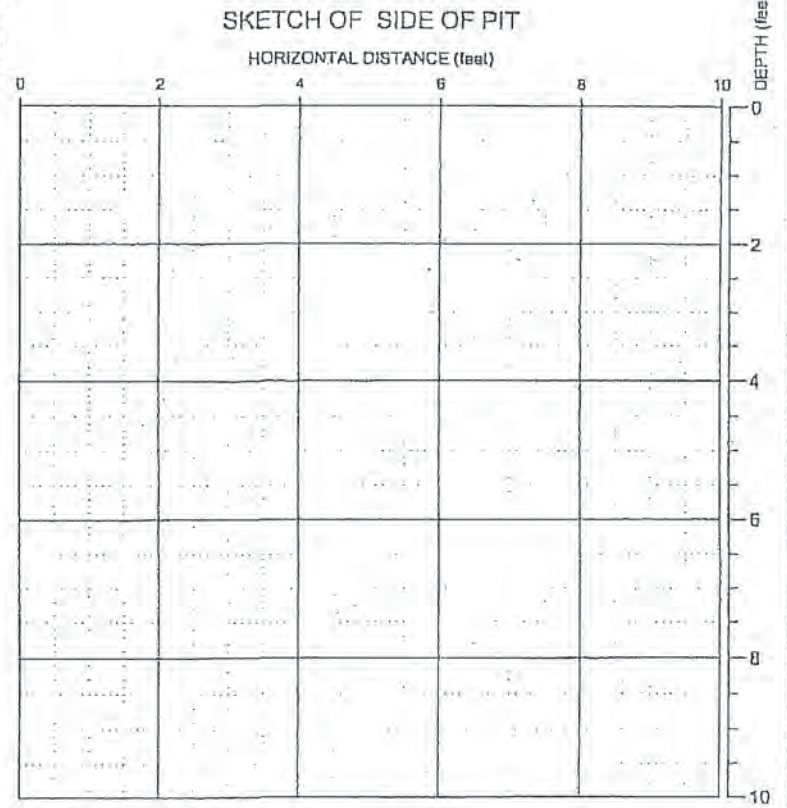 SKETCH OF SIDE OF PIT
HORIZONTAL DISTANCE (feet)
0 2 4 6 8 10
DEPTH (fee
0
2
4
6
8
10